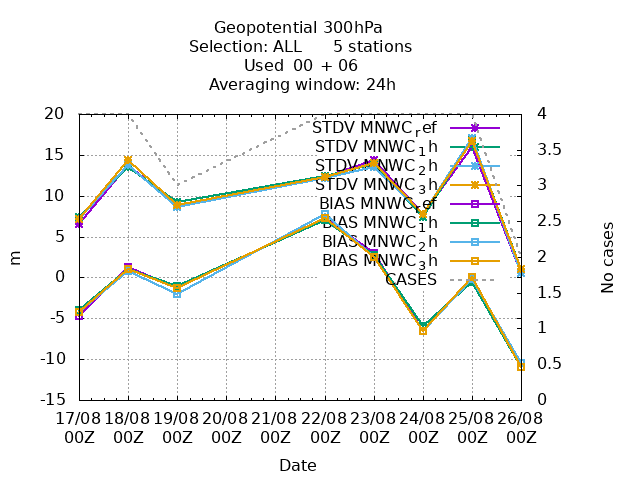 Geopotential 300hPa
Selection: ALL 5 stations
Used 00 + 06
Averaging window: 24h
20
15
10
5
0
-5
-10
-15
m
4
3.5
3
2.5
2
1.5
1
0.5
0
No cases
STDV MNWC_ref
STDV MNWC_1h
STDV MNWC_2h
STDV MNWC_3h
BIAS MNWC_ref
BIAS MNWC_1h
BIAS MNWC_2h
BIAS MNWC_3h
CASES
17/08 18/08 19/08 20/08 21/08 22/08 23/08 24/08 25/08 26/08
00Z 00Z 00Z 00Z 00Z 00Z 00Z 00Z 00Z 00Z
Date